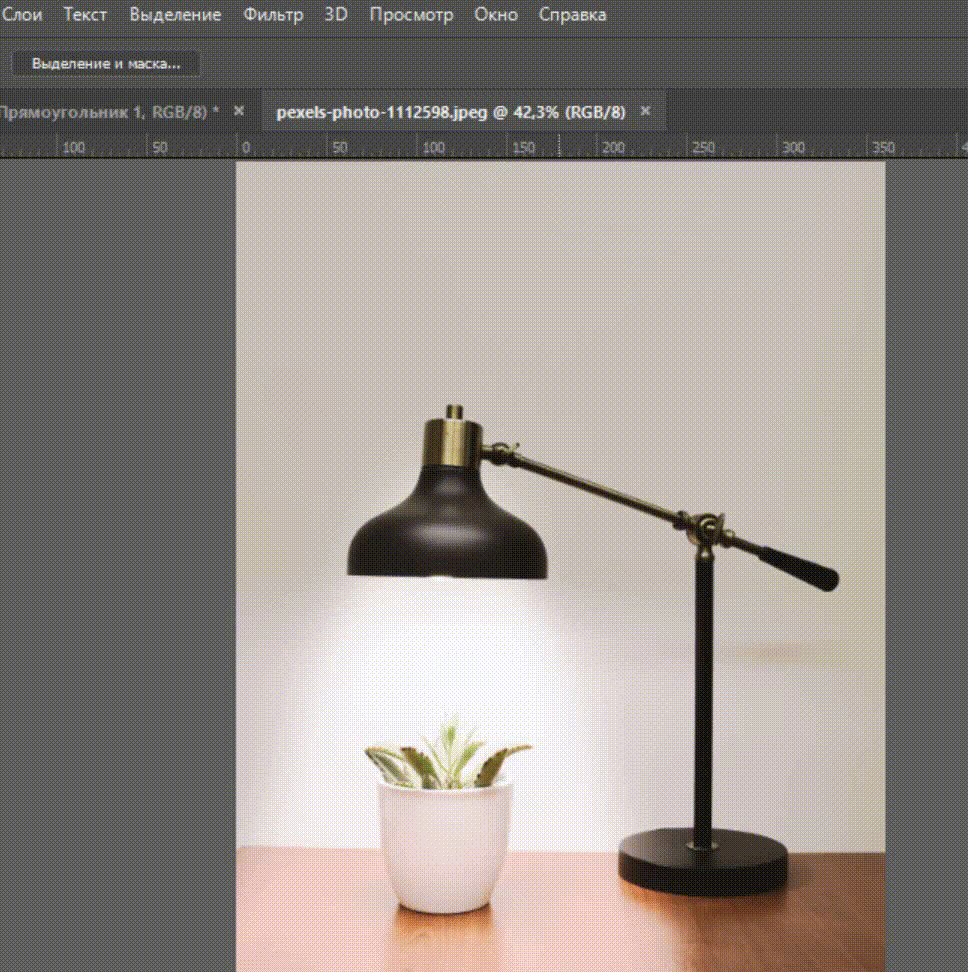 Слои Текст Выделение Фильтр 3D Просмотр Окно Справка
Выделение и маска...
Прямоугольник 1, RGB/8) * × pexels-photo-1112598.jpeg @ 42,3% (RGB/8) ×
100 50 0 50 100 150 200 250 300 350 4